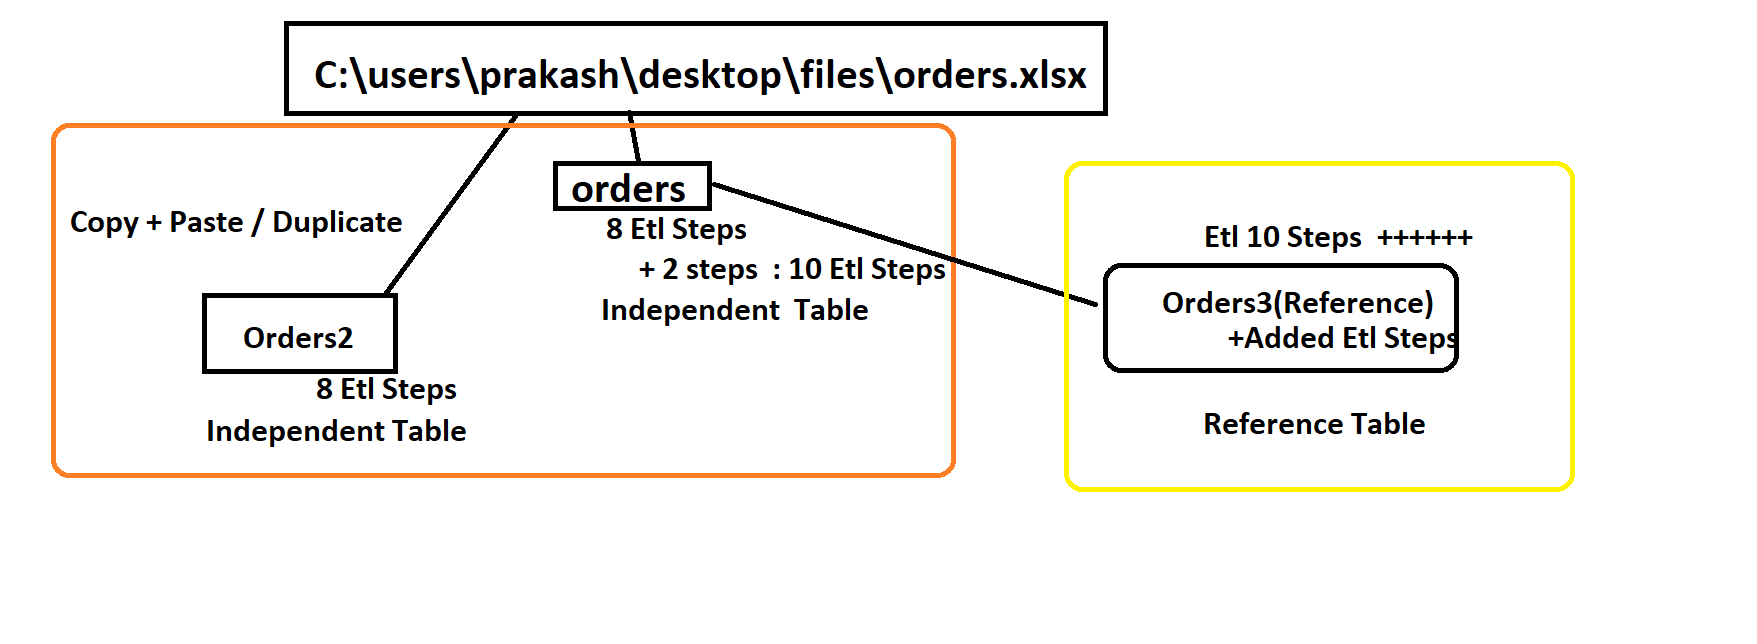 C:\users\prakash\desktop\files\orders.xlsx
orders
8 Etl Steps
+ 2 steps : 10 Etl Steps
Independent Table
Copy + Paste / Duplicate
Orders2
8 Etl Steps
Independent Table
Etl 10 Steps ++++++
Orders3(Reference)
+Added Etl Steps
Reference Table